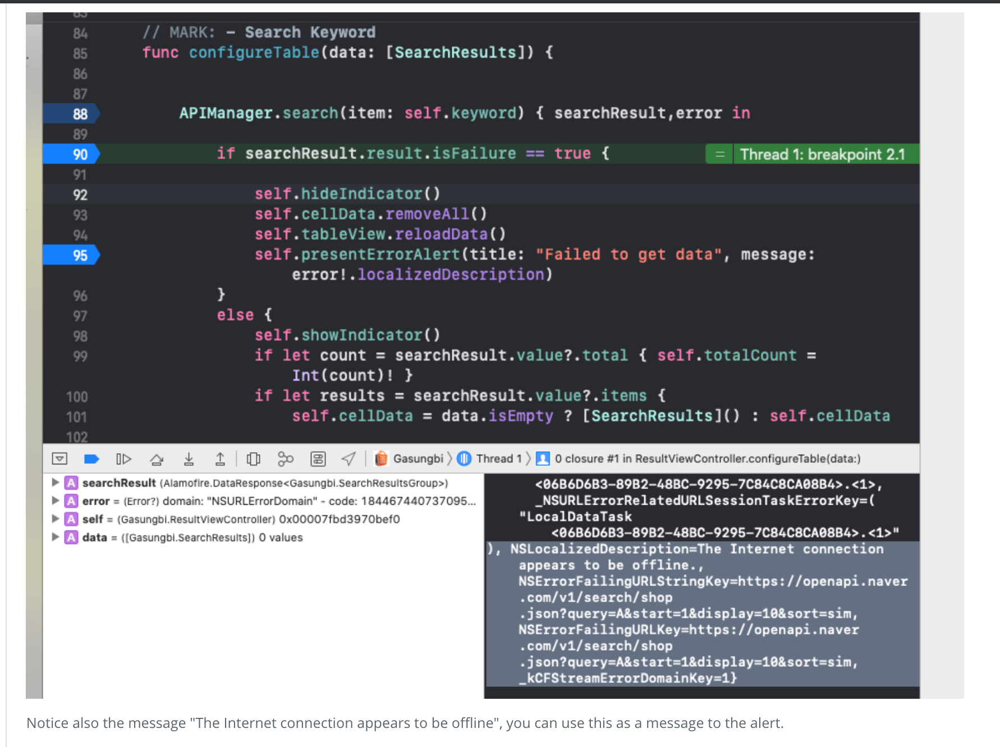 83
84 // MARK: - Search Keyword
85 func configureTable(data: [SearchResults]) {
86
87
88 APIManager.search(item: self.keyword) { searchResult,error in
89
90 if searchResult.result.isFailure == true { = Thread 1: breakpoint 2.1
91
92 self.hideIndicator()
93 self.cellData.removeAll()
94 self.tableView.reloadData()
95 self.presentErrorAlert(title: "Failed to get data", message:
error!.localizedDescription)
96 }
97 else {
98 self.showIndicator()
99 if let count = searchResult.value?.total { self.totalCount =
Int(count)! }
100 if let results = searchResult.value?.items {
101 self.cellData = data.isEmpty ? [SearchResults]() : self.cellData
102
Gasungbi 〉 Thread 1 〉 0 closure #1 in ResultViewController.configureTable(data:)
A searchResult (Alamofire.DataResponse<Gasungbi.SearchResultsGroup>)
A error = (Error?) domain: "NSURLErrorDomain" - code: 184467440737095...
A self = (Gasungbi.ResultViewController) 0x00007fbd3970bef0
A data = ([Gasungbi.SearchResults]) 0 values
<06B6D6B3-89B2-48BC-9295-7C84C8CA08B4>.<1>,
_NSURLErrorRelatedURLSessionTaskErrorKey=(
"LocalDataTask
<06B6D6B3-89B2-48BC-9295-7C84C8CA08B4>.<1>"
), NSLocalizedDescription=The Internet connection
appears to be offline.,
NSErrorFailingURLStringKey=https://openapi.naver
.com/v1/search/shop
.json?query=A&start=1&display=10&sort=sim,
NSErrorFailingURLKey=https://openapi.naver
.com/v1/search/shop
.json?query=A&start=1&display=10&sort=sim,
_kCFStreamErrorDomainKey=1}
Notice also the message "The Internet connection appears to be offline", you can use this as a message to the alert.